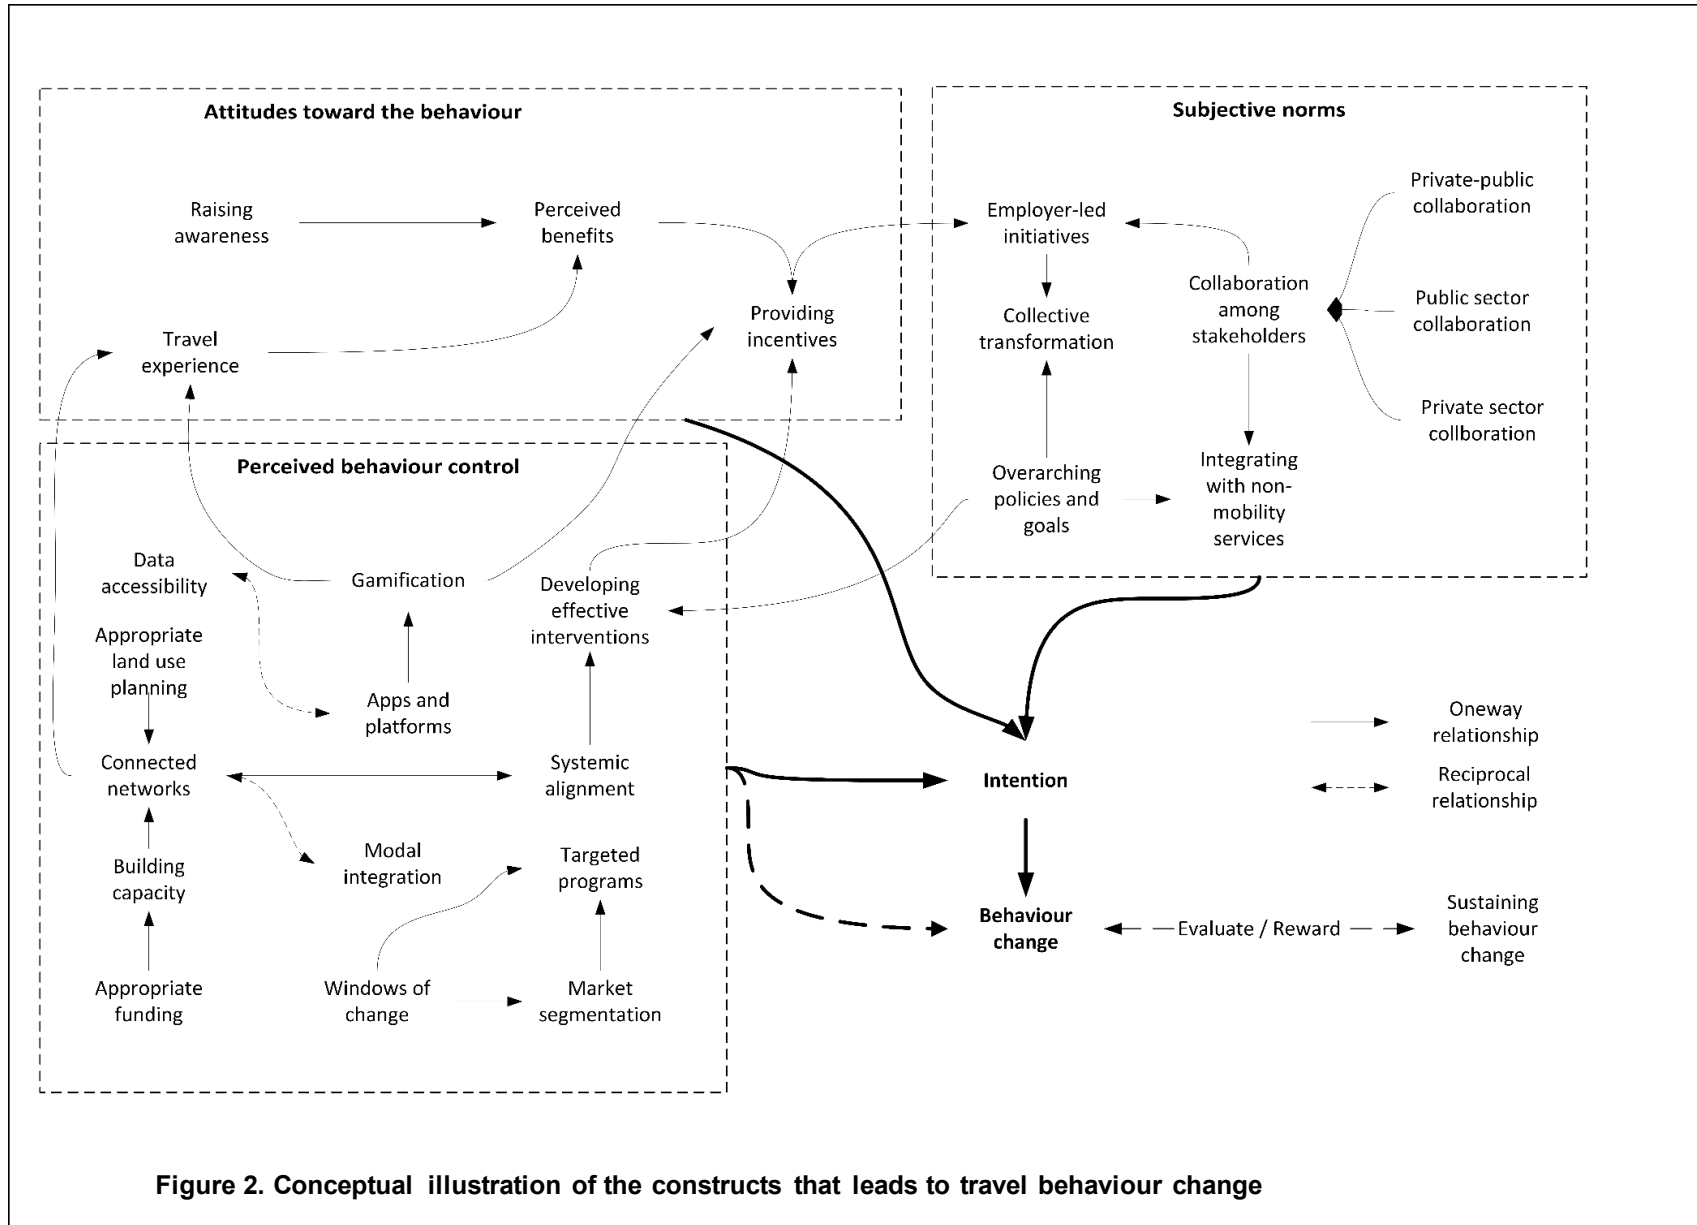 Attitudes toward the behaviour
Raising
awareness
Perceived
benefits
Travel
experience
Providing
incentives
Subjective norms
Employer-led
initiatives
Collective
transformation
Collaboration
among
stakeholders
Private-public
collaboration
Public sector
collaboration
Private sector
collboration
Overarching
policies and
goals
Integrating
with non-
mobility
services
Perceived behaviour control
Data
accessibility
Gamification
Developing
effective
interventions
Appropriate
land use
planning
Apps and
platforms
Connected
networks
Systemic
alignment
Building
capacity
Modal
integration
Targeted
programs
Appropriate
funding
Windows of
change
Market
segmentation
Intention
Behaviour
change
Evaluate / Reward
Sustaining
behaviour
change
Oneway
relationship
Reciprocal
relationship
Figure 2. Conceptual illustration of the constructs that leads to travel behaviour change